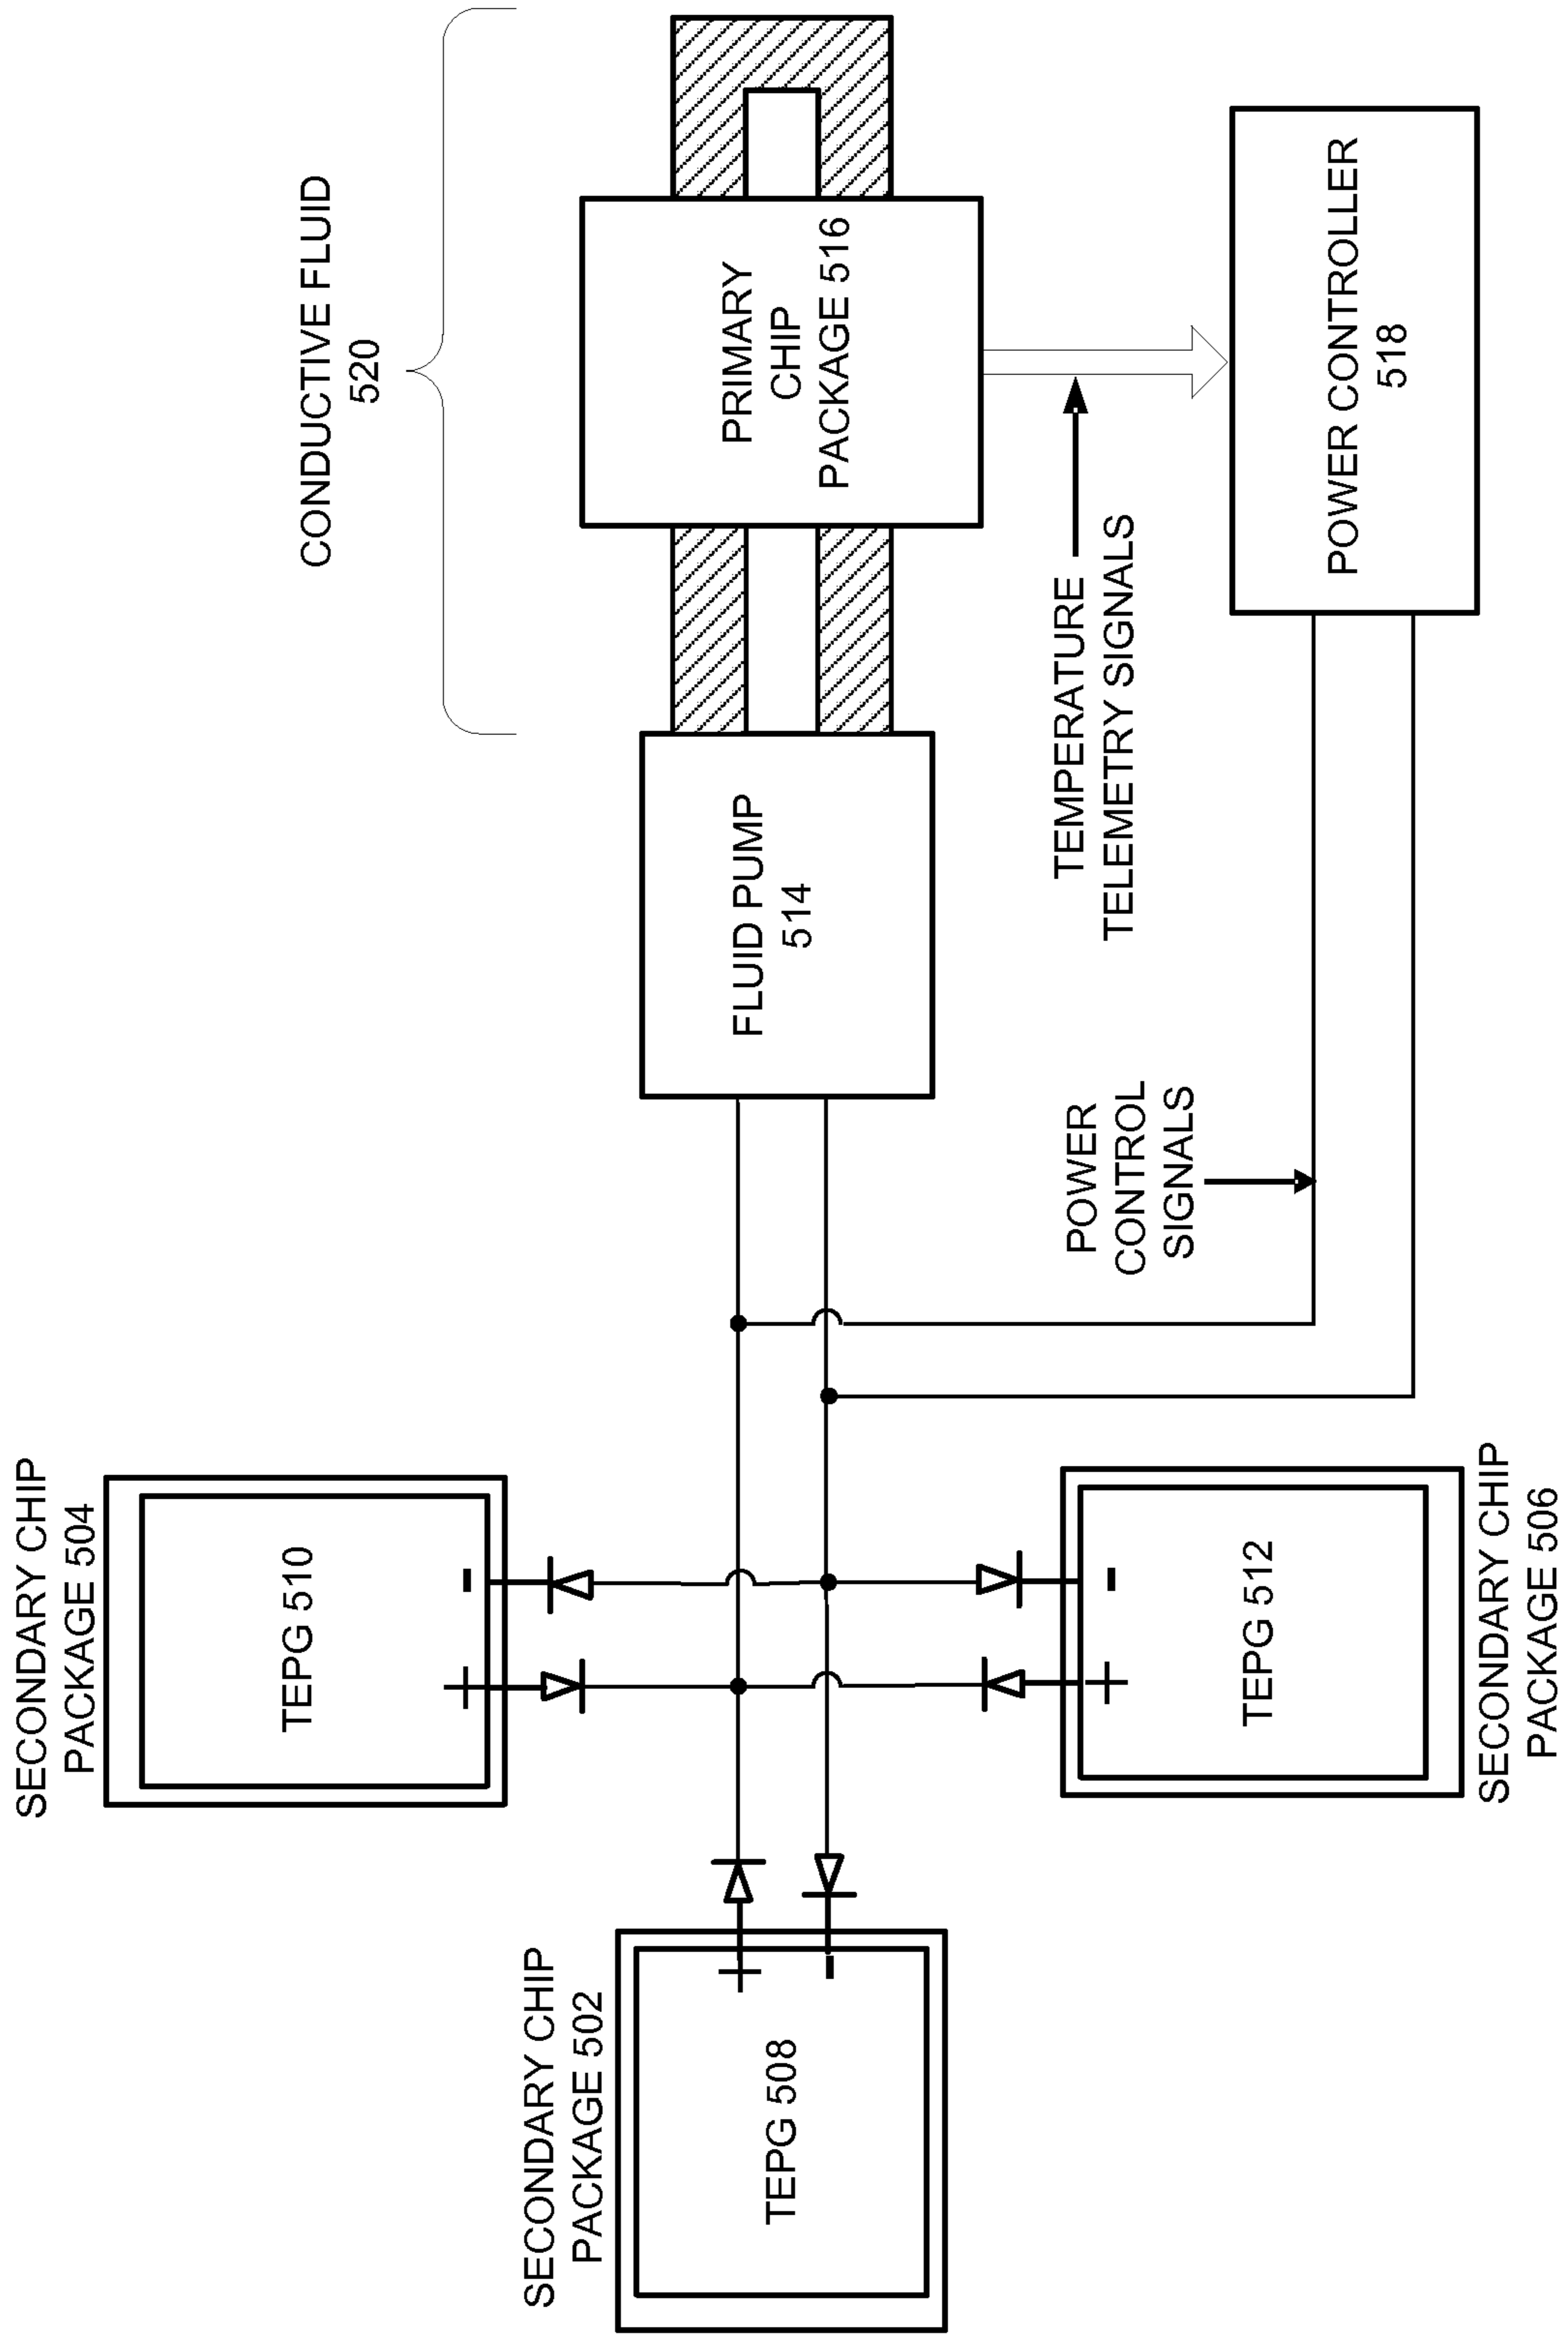 SECONDARY CHIP
PACKAGE 504
TEPG 510
-
+
SECONDARY CHIP
PACKAGE 502
TEPG 508
+
-
SECONDARY CHIP
PACKAGE 506
TEPG 512
-
+
FLUID PUMP
514
CONDUCTIVE FLUID
520
PRIMARY
CHIP
PACKAGE 516
TEMPERATURE
TELEMETRY SIGNALS
POWER
CONTROL
SIGNALS
POWER CONTROLLER
518